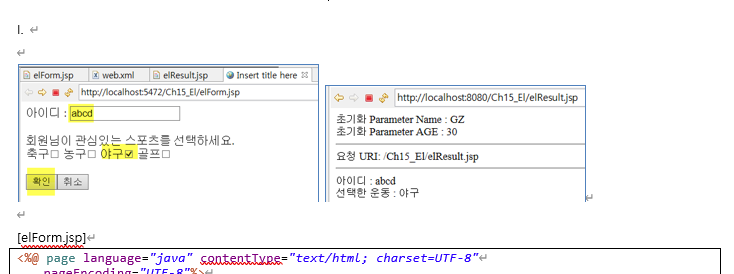 I.
elForm.jsp web.xml elResult.jsp Insert title here
http://localhost:5472/Ch15_El/elForm.jsp
아이디 : abcd
회원님이 관심있는 스포츠를 선택하세요.
축구 농구 야구 골프
확인 취소
http://localhost:8080/Ch15_El/elResult.jsp
초기화 Parameter Name : GZ
초기화 Parameter AGE : 30
요청 URI: /Ch15_El/elResult.jsp
아이디 : abcd
선택한 운동 : 야구
[elForm.jsp]
<%@ page language="java" contentType="text/html; charset=UTF-8"
pageEncoding="UTF-8"%>